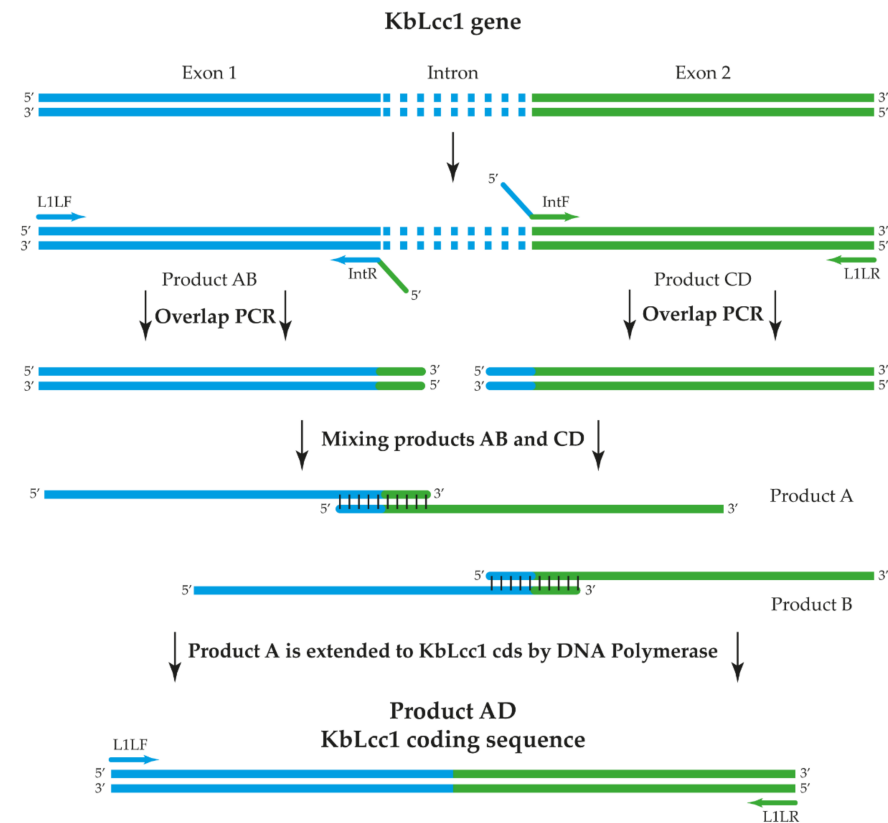 KbLcc1 gene
Exon 1 Intron Exon 2
5′ 3′
3′ 5′
5′
L1LF IntF
5′ 3′
3′ 5′
IntR L1LR
Product AB Product CD
5′
Overlap PCR Overlap PCR
5′ 3′ 5′ 3′
3′ 5′ 3′ 5′
Mixing products AB and CD
5′ 3′ Product A
5′ 3′
5′ 3′
5′ 3′
Product B
Product A is extended to KbLcc1 cds by DNA Polymerase
Product AD
KbLcc1 coding sequence
L1LF
5′ 3′
3′ 5′
L1LR